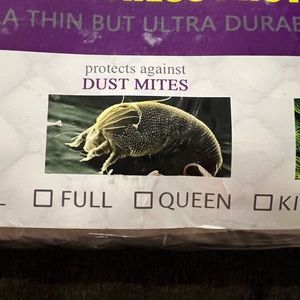 A THIN BUT ULTRA
protects against
DUST MITES
FULL QUEEN